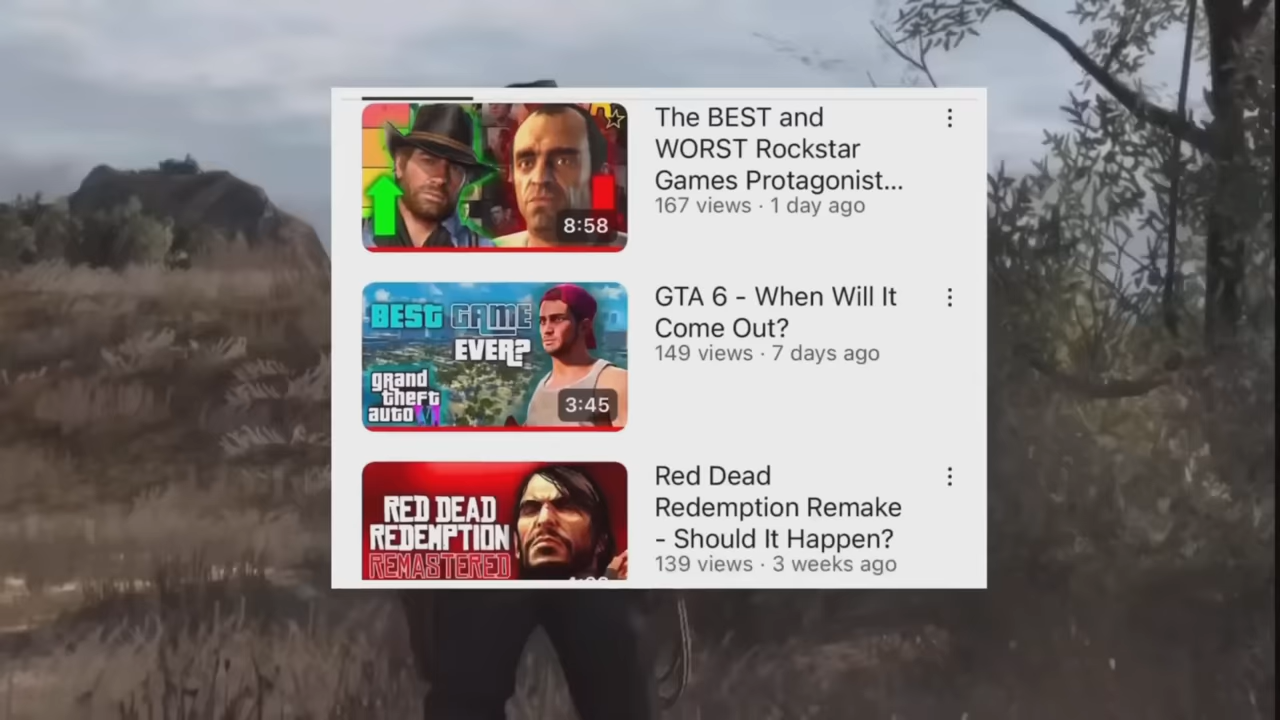 The BEST and
WORST Rockstar
Games Protagonist...
167 views · 1 day ago
8:58
BEST GAME
EVER?
grand
theft
auto VI
3:45
GTA 6 - When Will It
Come Out?
149 views · 7 days ago
RED DEAD
REDEMPTION
REMASTERED
Red Dead
Redemption Remake
- Should It Happen?
139 views · 3 weeks ago